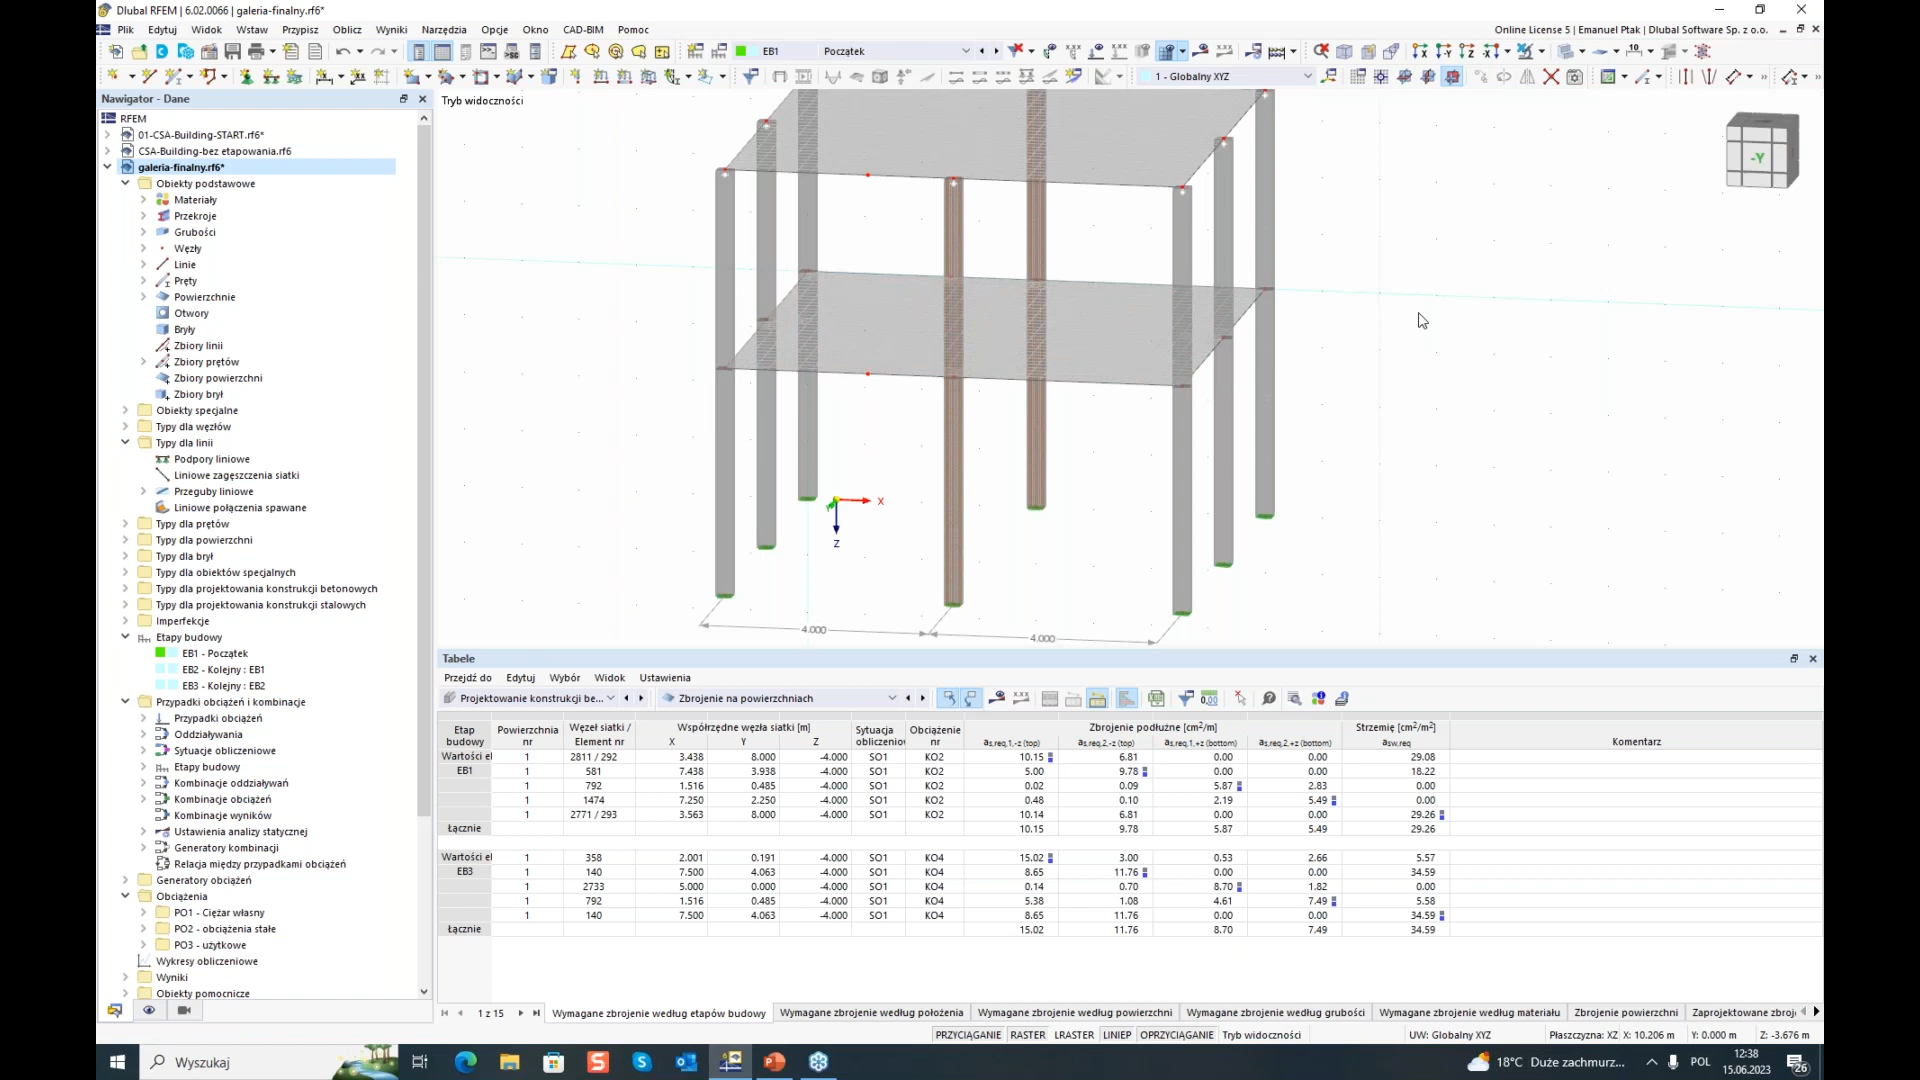 Dlubal RFEM | 6.02.0066 | galeria-finalny.rf6*
Plik Edytuj Widok Wstaw Przypisz Oblicz Wyniki Narzędzia Opcje Okno CAD-BIM Pomoc
Online License 5 | Emanuel Ptak | Dlubal Software Sp. z o.o.
EB1 Początek
1 - Globalny XYZ
Nawigator - Dane
RFEM
01-CSA-Building-START.rf6*
CSA-Building-bez etapowania.rf6
galeria-finalny.rf6*
Obiekty podstawowe
Materiały
Przekroje
Grubości
Węzły
Linie
Pręty
Powierzchnie
Otwory
Bryły
Zbiory linii
Zbiory prętów
Zbiory powierzchni
Zbiory brył
Obiekty specjalne
Typy dla węzłów
Typy dla linii
Podpory liniowe
Liniowe zagęszczenia siatki
Przeguby liniowe
Liniowe połączenia spawane
Typy dla prętów
Typy dla powierzchni
Typy dla brył
Typy dla obiektów specjalnych
Typy dla projektowania konstrukcji betonowych
Typy dla projektowania konstrukcji stalowych
Imperfekcje
Etapy budowy
EB1 - Początek
EB2 - Kolejny : EB1
EB3 - Kolejny : EB2
Przypadki obciążeń i kombinacje
Przypadki obciążeń
Oddziaływania
Sytuacje obliczeniowe
Etapy budowy
Kombinacje oddziaływań
Kombinacje obciążeń
Kombinacje wyników
Ustawienia analizy statycznej
Generatory kombinacji
Relacja między przypadkami obciążeń
Generatory obciążeń
Obciążenia
PO1 - Ciężar własny
PO2 - obciążenia stałe
PO3 - użytkowe
Wykresy obliczeniowe
Wyniki
Obiekty pomocnicze
Tryb widoczności
-Y
X
Y
Z
4.000
4.000
Tabele
Przejdź do Edytuj Wybór Widok Ustawienia
Projektowanie konstrukcji be... Zbrojenie na powierzchniach
Etap Powierzchnia Węzeł siatki / Współrzędne węzła siatki [m] Sytuacja Obciążenie Zbrojenie podłużne [cm2/m] Strzemię [cm2/m2]
budowy nr Element nr X Y Z obliczeniow nr as,req,1,-z (top) as,req,2,-z (top) as,req,1,+z (bottom) as,req,2,+z (bottom) asw,req Komentarz
Wartości el 1 2811 / 292 3.438 8.000 -4.000 SO1 KO2 10.15 6.81 0.00 0.00 29.08
EB1 1 581 7.438 3.938 -4.000 SO1 KO2 5.00 9.78 0.00 0.00 18.22
1 792 1.516 0.485 -4.000 SO1 KO2 0.02 0.09 5.87 2.83 0.00
1 1474 7.250 2.250 -4.000 SO1 KO2 0.48 0.10 2.19 5.49 0.00
1 2771 / 293 3.563 8.000 -4.000 SO1 KO2 10.14 6.81 0.00 0.00 29.26
Łącznie 10.15 9.78 5.87 5.49 29.26
Wartości el 1 358 2.001 0.191 -4.000 SO1 KO4 15.02 3.00 0.53 2.66 5.57
EB3 1 140 7.500 4.063 -4.000 SO1 KO4 8.65 11.76 0.00 0.00 34.59
1 2733 5.000 0.000 -4.000 SO1 KO4 0.14 0.70 8.70 1.82 0.00
1 792 1.516 0.485 -4.000 SO1 KO4 5.38 1.08 4.61 7.49 5.58
1 140 7.500 4.063 -4.000 SO1 KO4 8.65 11.76 0.00 0.00 34.59
Łącznie 15.02 11.76 8.70 7.49 34.59
1 z 15 Wymagane zbrojenie według etapów budowy Wymagane zbrojenie według położenia Wymagane zbrojenie według powierzchni Wymagane zbrojenie według grubości Wymagane zbrojenie według materiału Zbrojenie powierzchni Zaprojektowane zbroj
PRZYCIĄGANIE RASTER LRASTER LINIEP OPRZYCIĄGANIE Tryb widoczności UW: Globalny XYZ Płaszczyzna: XZ X: 10.206 m Y: 0.000 m Z: -3.676 m
Wyszukaj
18°C Duże zachmurz... POL
12:38
15.06.2023
26